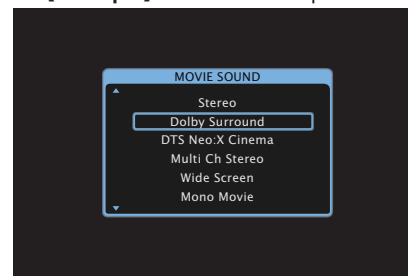 MOVIE SOUND
Stereo
Dolby Surround
DTS Neo:X Cinema
Multi Ch Stereo
Wide Screen
Mono Movie